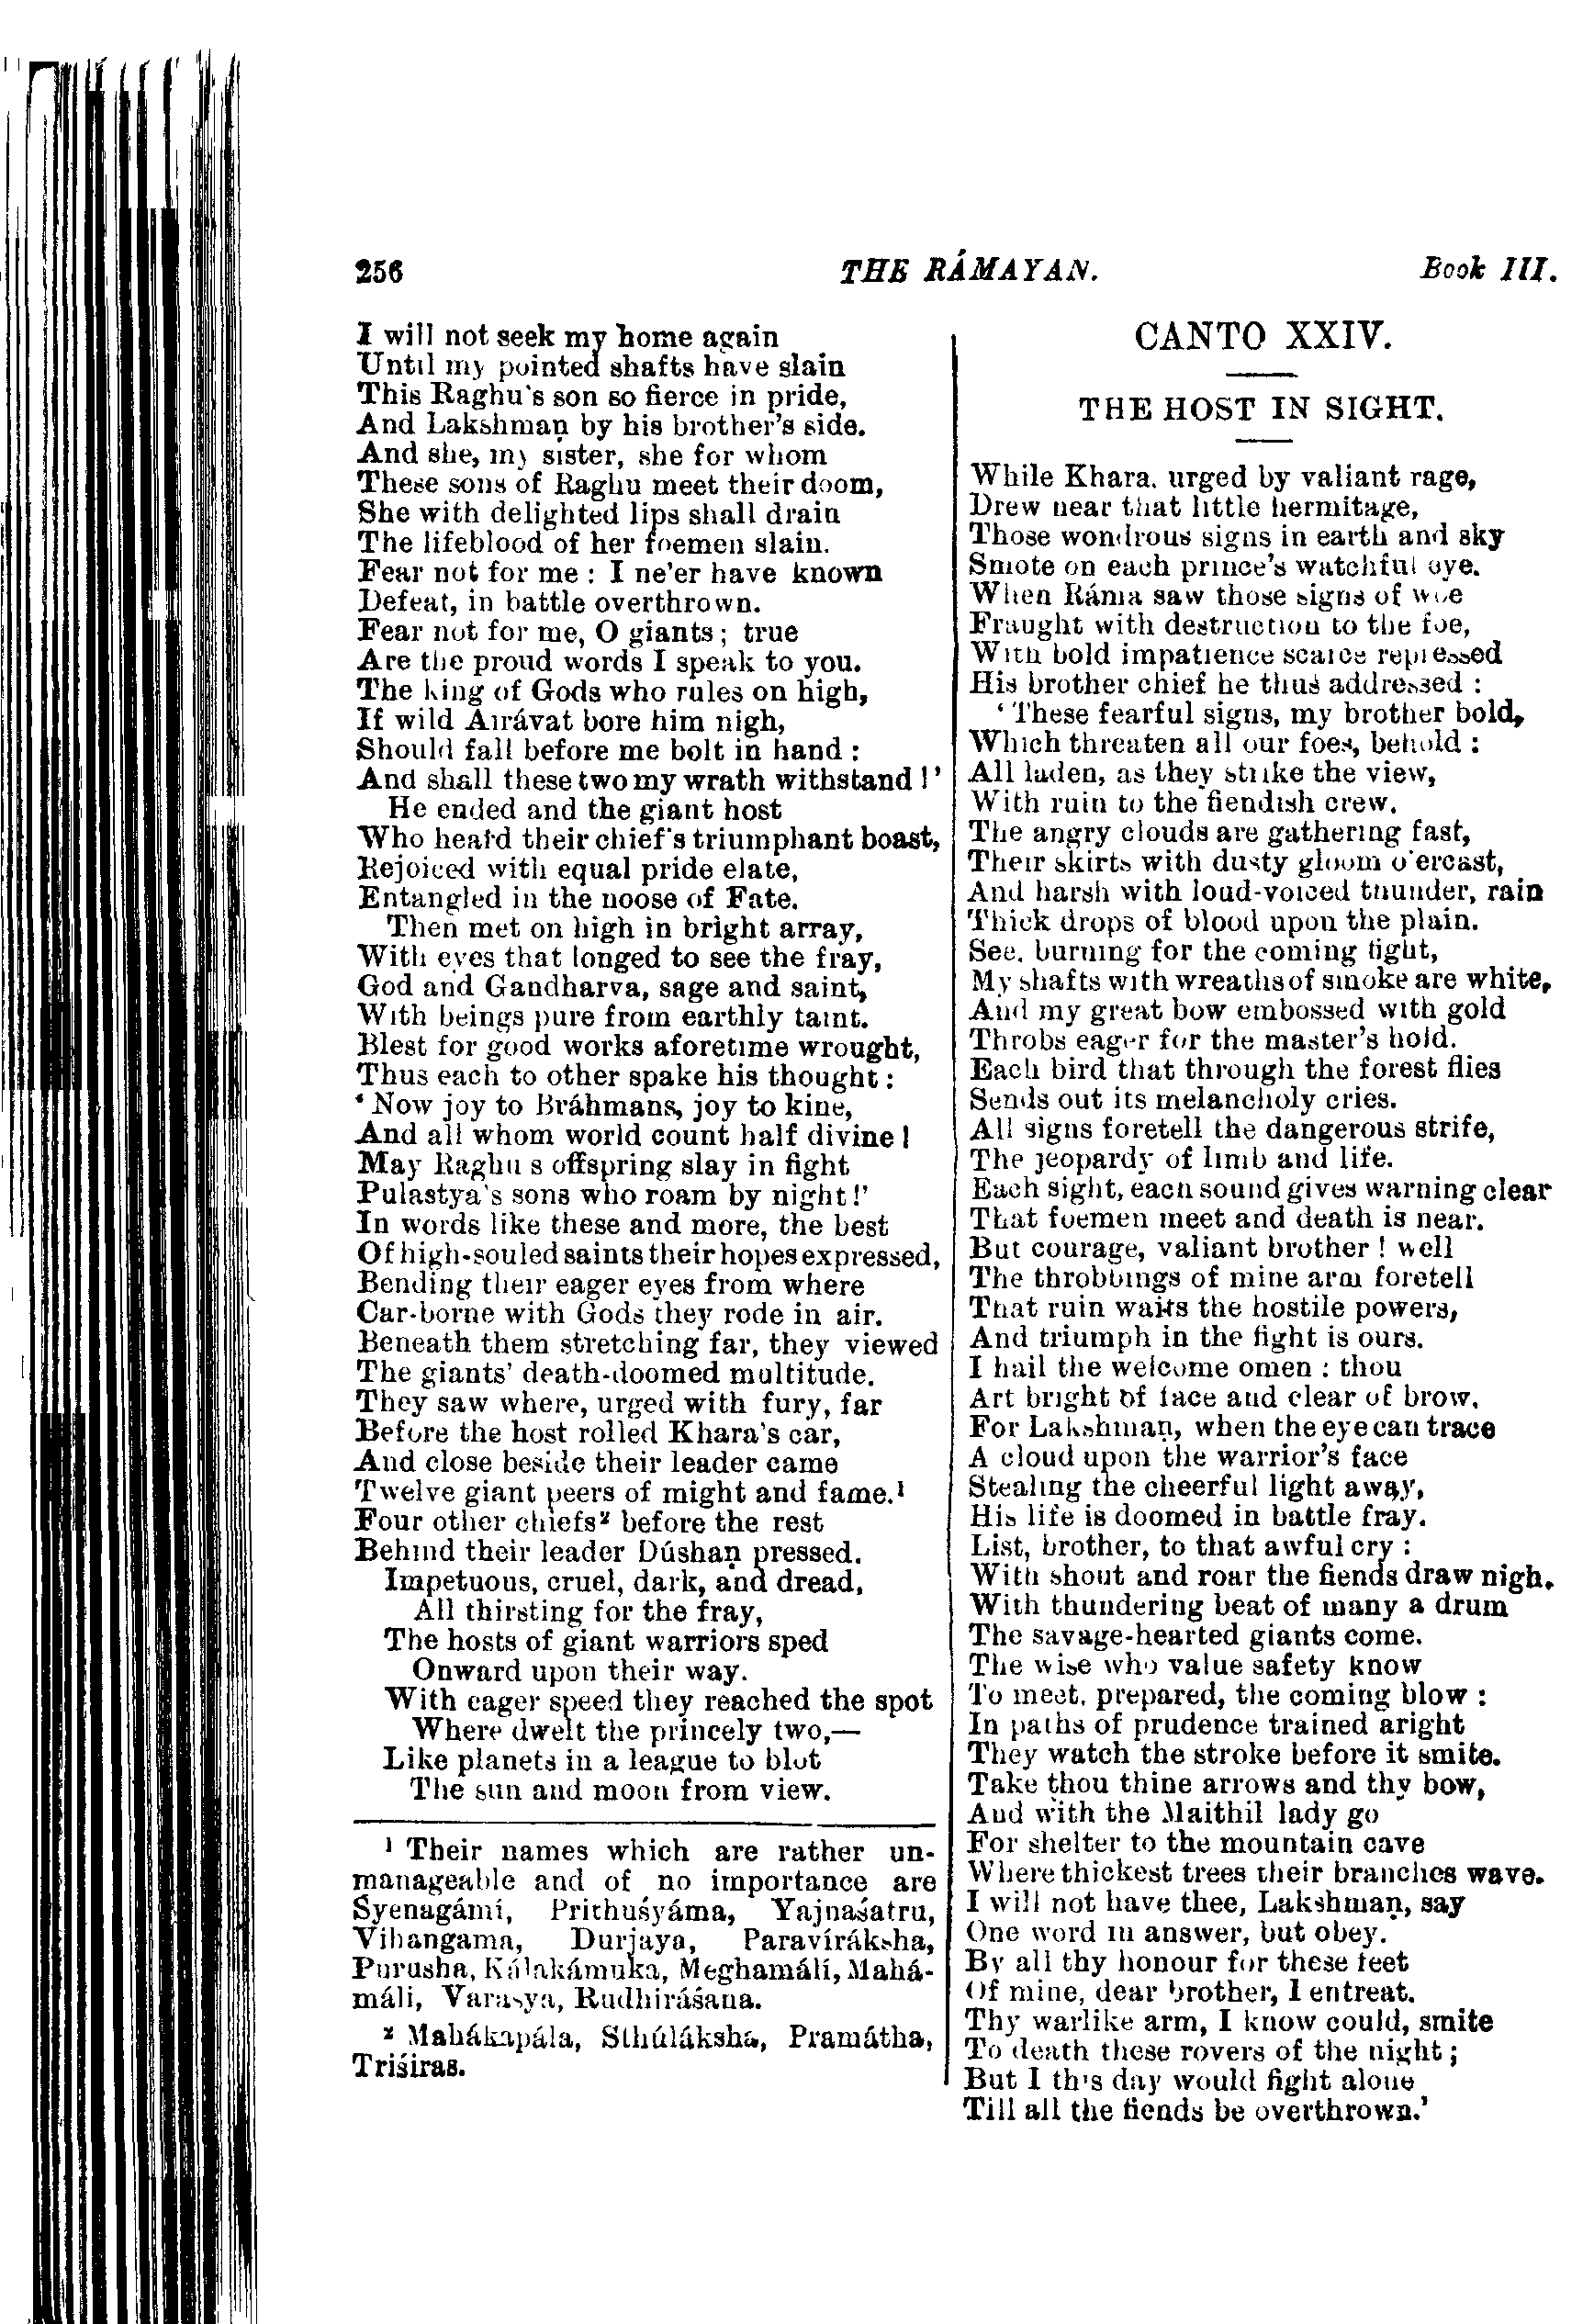 256 THE RÁMAYAN. Book III.
I will not seek my home again
Until my pointed shafts have slain
This Raghu's son so fierce in pride,
And Lakshmaṇ by his brother's side.
And she, my sister, she for whom
These sons of Raghu meet their doom,
She with delighted lips shall drain
The lifeblood of her foemen slain.
Fear not for me : I ne'er have known
Defeat, in battle overthrown.
Fear not for me, O giants ; true
Are the proud words I speak to you.
The king of Gods who rules on high,
If wild Airávat bore him nigh,
Should fall before me bolt in hand :
And shall these two my wrath withstand !'
He ended and the giant host
Who heard their chief's triumphant boast,
Rejoiced with equal pride elate,
Entangled in the noose of Fate.
Then met on high in bright array,
With eyes that longed to see the fray,
God and Gandharva, sage and saint,
With beings pure from earthly taint.
Blest for good works aforetime wrought,
Thus each to other spake his thought :
'Now joy to Bráhmans, joy to kine,
And all whom world count half divine !
May Raghu s offspring slay in fight
Pulastya's sons who roam by night !'
In words like these and more, the best
Of high-souled saints their hopes expressed,
Bending their eager eyes from where
Car-borne with Gods they rode in air.
Beneath them stretching far, they viewed
The giants' death-doomed multitude.
They saw where, urged with fury, far
Before the host rolled Khara's car,
And close beside their leader came
Twelve giant peers of might and fame.¹
Four other chiefs² before the rest
Behind their leader Dúshaṇ pressed.
Impetuous, cruel, dark, and dread,
All thirsting for the fray,
The hosts of giant warriors sped
Onward upon their way.
With eager speed they reached the spot
Where dwelt the princely two,—
Like planets in a league to blot
The sun and moon from view.
¹ Their names which are rather un-
manageable and of no importance are
Śyenagámí, Prithuśyáma, Yajnaśatru,
Vihangama, Durjaya, Paravíráksha,
Purusha, Kálakámuka, Meghamáli, Mahá-
máli, Varasya, Rudhiráśana.
² Mahákapála, Sthúláksha, Pramátha,
Triśiras.
CANTO XXIV.
THE HOST IN SIGHT.
While Khara, urged by valiant rage,
Drew near that little hermitage,
Those wondrous signs in earth and sky
Smote on each prince's watchful eye.
When Ráma saw those signs of woe
Fraught with destruction to the foe,
With bold impatience scarce repressed
His brother chief he thus addressed :
'These fearful signs, my brother bold,
Which threaten all our foes, behold :
All laden, as they strike the view,
With ruin to the fiendish crew.
The angry clouds are gathering fast,
Their skirts with dusty gloom o'ercast,
And harsh with loud-voiced thunder, rain
Thick drops of blood upon the plain.
See, burning for the coming fight,
My shafts with wreaths of smoke are white,
And my great bow embossed with gold
Throbs eager for the master's hold.
Each bird that through the forest flies
Sends out its melancholy cries.
All signs foretell the dangerous strife,
The jeopardy of limb and life.
Each sight, each sound gives warning clear
That foemen meet and death is near.
But courage, valiant brother ! well
The throbbings of mine arm foretell
That ruin waits the hostile powers,
And triumph in the fight is ours.
I hail the welcome omen : thou
Art bright of face and clear of brow.
For Lakshmaṇ, when the eye can trace
A cloud upon the warrior's face
Stealing the cheerful light away,
His life is doomed in battle fray.
List, brother, to that awful cry :
With shout and roar the fiends draw nigh.
With thundering beat of many a drum
The savage-hearted giants come.
The wise who value safety know
To meet, prepared, the coming blow :
In paths of prudence trained aright
They watch the stroke before it smite.
Take thou thine arrows and thy bow,
And with the Maithil lady go
For shelter to the mountain cave
Where thickest trees their branches wave.
I will not have thee, Lakshmaṇ, say
One word in answer, but obey.
By all thy honour for these feet
Of mine, dear brother, I entreat.
Thy warlike arm, I know could, smite
To death these rovers of the night ;
But I this day would fight alone
Till all the fiends be overthrown.'